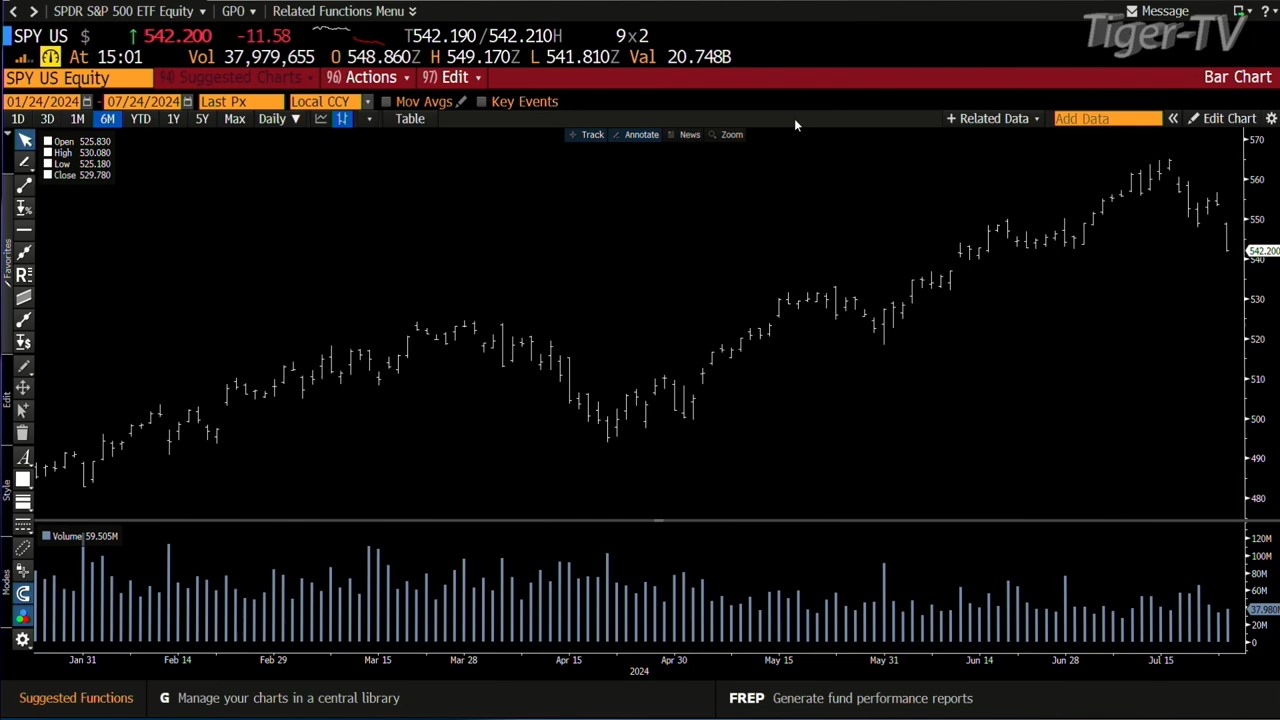 SPDR S&P 500 ETF Equity GPO Related Functions Menu Message ?
Tiger-TV
SPY US $ ↑ 542.200 -11.58 T542.190/542.210H 9x2
At 15:01 Vol 37,979,655 O 548.860Z H 549.170Z L 541.810Z Val 20.748B
SPY US Equity 94) Suggested Charts 96) Actions 97) Edit Bar Chart
01/24/2024 - 07/24/2024 Last Px Local CCY Mov Avgs Key Events
1D 3D 1M 6M YTD 1Y 5Y Max Daily ▼ Table + Related Data Add Data « Edit Chart
Track Annotate News Zoom
Open 525.830
High 530.080
Low 525.180
Close 529.780
570
560
550
542.200
540
530
520
510
500
490
480
Favorites
Edit
Style
Modes
Volume 59.505M
120M
100M
80M
60M
37.980M
20M
0
Jan 31 Feb 14 Feb 29 Mar 15 Mar 28 Apr 15 Apr 30 May 15 May 31 Jun 14 Jun 28 Jul 15
2024
Suggested Functions G Manage your charts in a central library FREP Generate fund performance reports